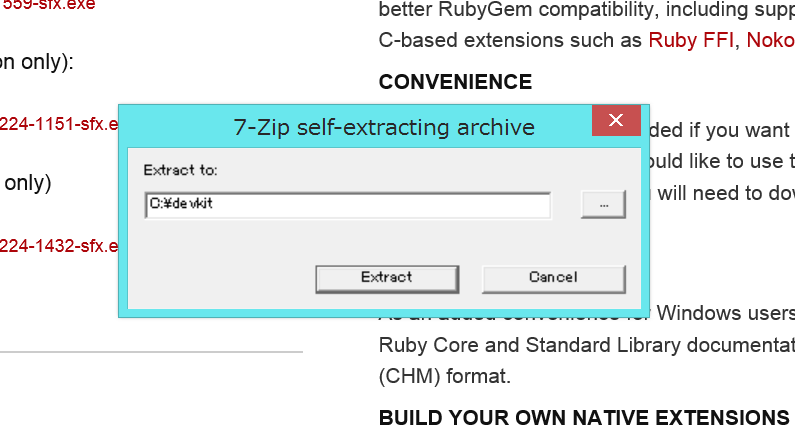 559-sfx.exe
on only):
224-1151-sfx.e
only)
224-1432-sfx.e
better RubyGem compatibility, including supp
C-based extensions such as Ruby FFI, Noko
CONVENIENCE
ded if you want
ould like to use t
will need to dov
7-Zip self-extracting archive
Extract to:
C:¥devkit
...
Extract
Cancel
As an added convenience for Windows users
Ruby Core and Standard Library documentat
(CHM) format.
BUILD YOUR OWN NATIVE EXTENSIONS